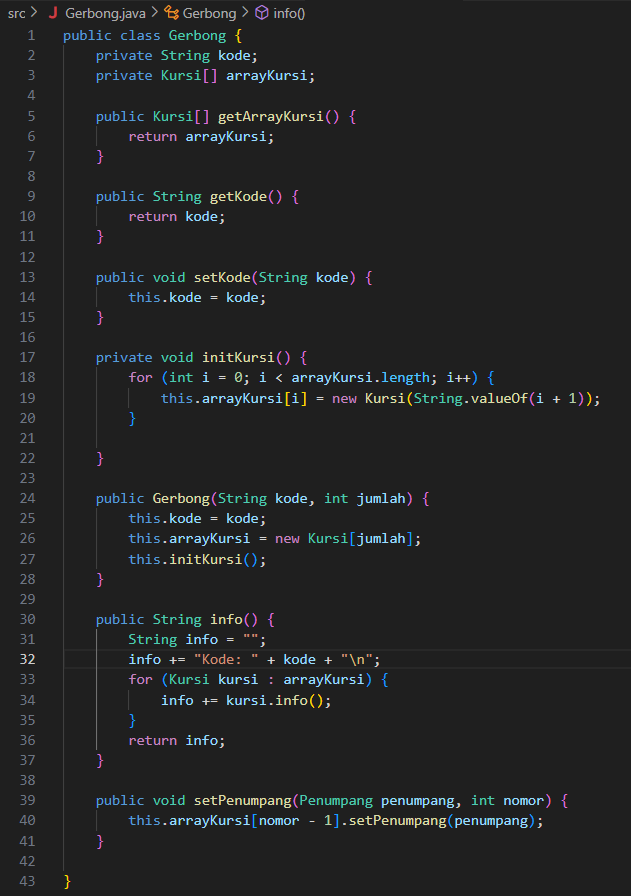 src > J Gerbong.java > Gerbong > info()
1 public class Gerbong {
2     private String kode;
3     private Kursi[] arrayKursi;
4
5     public Kursi[] getArrayKursi() {
6         return arrayKursi;
7     }
8
9     public String getKode() {
10         return kode;
11     }
12
13     public void setKode(String kode) {
14         this.kode = kode;
15     }
16
17     private void initKursi() {
18         for (int i = 0; i < arrayKursi.length; i++) {
19             this.arrayKursi[i] = new Kursi(String.valueOf(i + 1));
20         }
21
22     }
23
24     public Gerbong(String kode, int jumlah) {
25         this.kode = kode;
26         this.arrayKursi = new Kursi[jumlah];
27         this.initKursi();
28     }
29
30     public String info() {
31         String info = "";
32         info += "Kode: " + kode + "\n";
33         for (Kursi kursi : arrayKursi) {
34             info += kursi.info();
35         }
36         return info;
37     }
38
39     public void setPenumpang(Penumpang penumpang, int nomor) {
40         this.arrayKursi[nomor - 1].setPenumpang(penumpang);
41     }
42
43 }